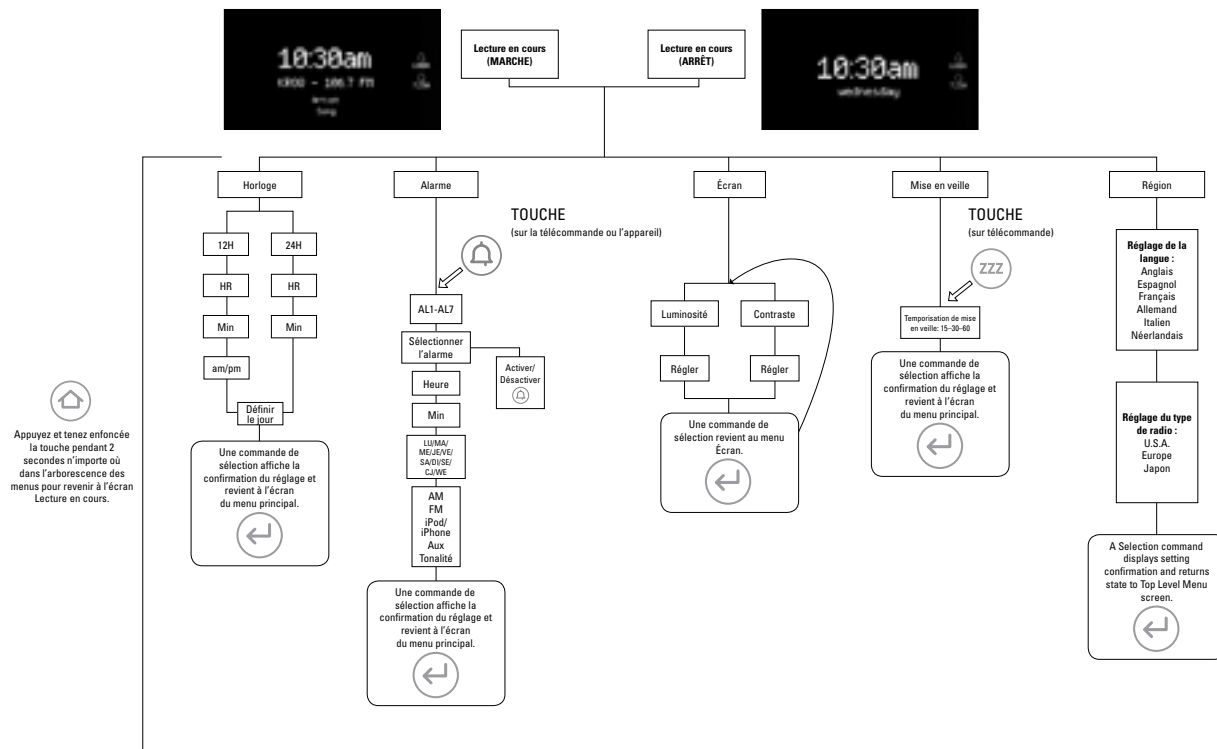 10:30am
KROQ – 106.7 FM
Artist
Song
Lecture en cours
(MARCHE)
Lecture en cours
(ARRÊT)
10:30am
wednesday
Horloge
Alarme
Écran
Mise en veille
Région
12H
24H
HR
HR
Min
Min
am/pm
Définir
le jour
Une commande de
sélection affiche la
confirmation du réglage et
revient à l'écran
du menu principal.
TOUCHE
(sur la télécommande ou l'appareil)
AL1-AL7
Sélectionner
l'alarme
Activer/
Désactiver
Heure
Min
LU/MA/
ME/JE/VE/
SA/DI/SE/
CJ/WE
AM
FM
iPod/
iPhone
Aux
Tonalité
Une commande de
sélection affiche la
confirmation du réglage et
revient à l'écran
du menu principal.
Luminosité
Contraste
Régler
Régler
Une commande de
sélection revient au menu
Écran.
TOUCHE
(sur télécommande)
ZZZ
Temporisation de mise
en veille: 15–30–60
Une commande de
sélection affiche la
confirmation du réglage et
revient à l'écran
du menu principal.
Réglage de la
langue :
Anglais
Espagnol
Français
Allemand
Italien
Néerlandais
Réglage du type
de radio :
U.S.A.
Europe
Japon
A Selection command
displays setting
confirmation and returns
state to Top Level Menu
screen.
Appuyez et tenez enfoncée
la touche pendant 2
secondes n'importe où
dans l'arborescence des
menus pour revenir à l'écran
Lecture en cours.